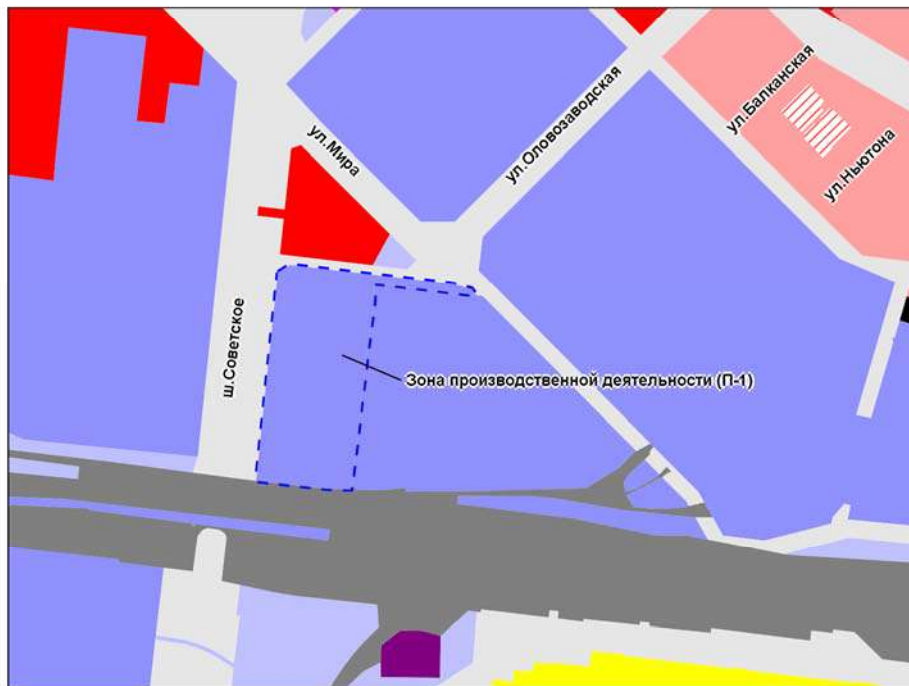 ул.Мира
ул.Оловозаводская
ул.Балканская
ул.Ньютона
ш.Советское
Зона производственной деятельности (П-1)